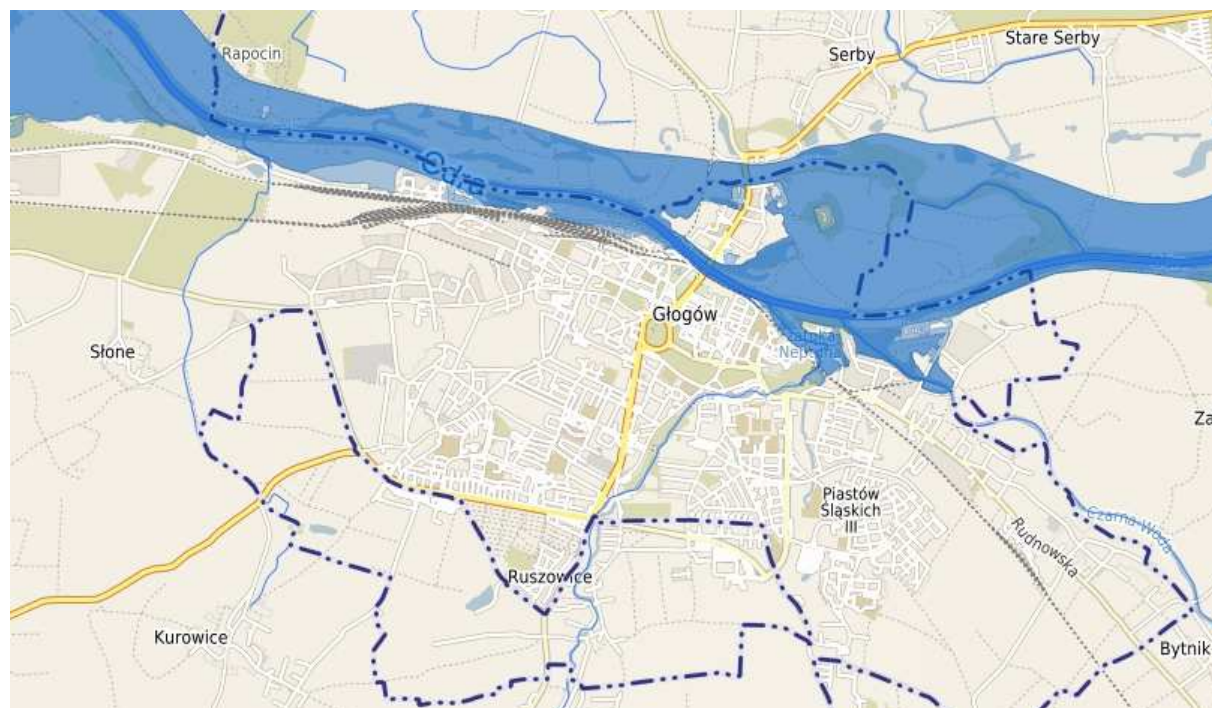 Rapocin
Serby
Stare Serby
Odra
Głogów
Słone
Piastów
Śląskich
III
Czarna Woda
Rudnowska
Ruszowice
Kurowice
Bytnik
Za